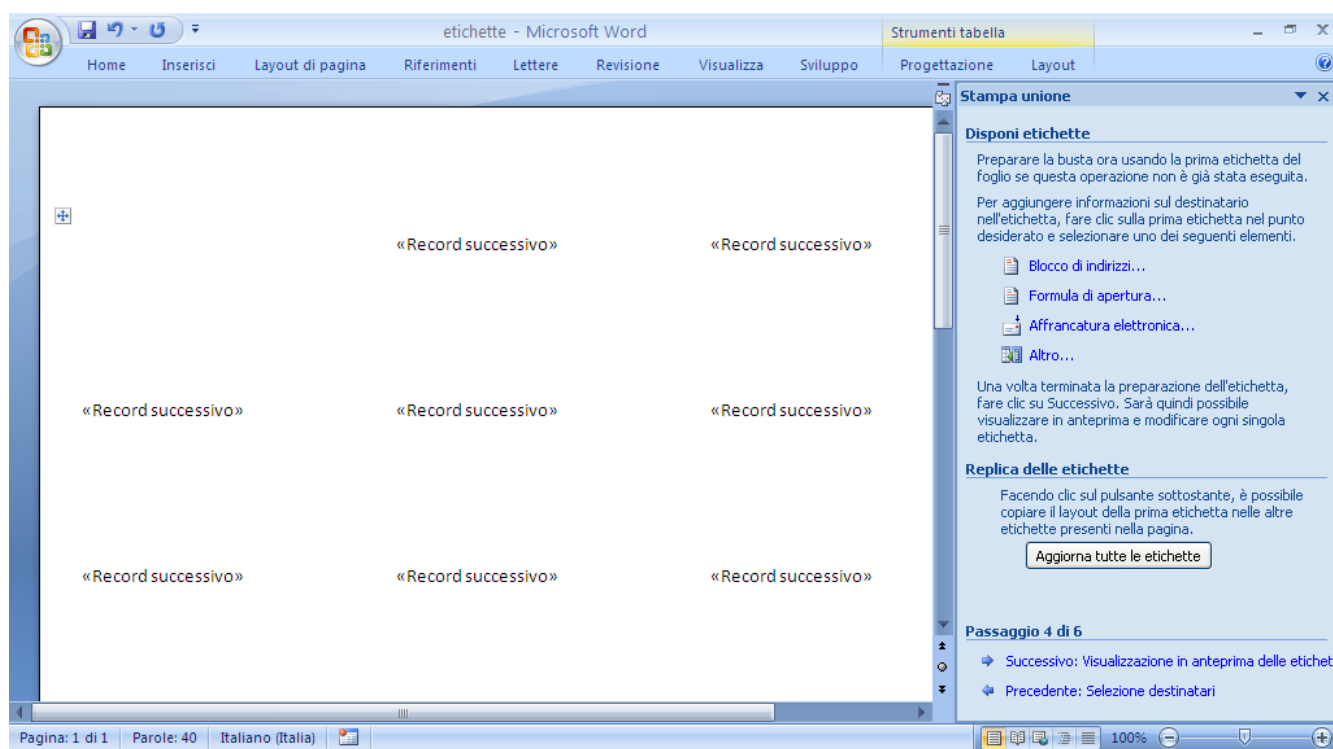 etichette - Microsoft Word
Strumenti tabella
Home Inserisci Layout di pagina Riferimenti Lettere Revisione Visualizza Sviluppo Progettazione Layout
Stampa unione
Disponi etichette
Preparare la busta ora usando la prima etichetta del
foglio se questa operazione non è già stata eseguita.
Per aggiungere informazioni sul destinatario
nell'etichetta, fare clic sulla prima etichetta nel punto
desiderato e selezionare uno dei seguenti elementi.
Blocco di indirizzi...
Formula di apertura...
Affrancatura elettronica...
Altro...
Una volta terminata la preparazione dell'etichetta,
fare clic su Successivo. Sarà quindi possibile
visualizzare in anteprima e modificare ogni singola
etichetta.
Replica delle etichette
Facendo clic sul pulsante sottostante, è possibile
copiare il layout della prima etichetta nelle altre
etichette presenti nella pagina.
Aggiorna tutte le etichette
Passaggio 4 di 6
Successivo: Visualizzazione in anteprima delle etichet
Precedente: Selezione destinatari
«Record successivo» «Record successivo»
«Record successivo» «Record successivo» «Record successivo»
«Record successivo» «Record successivo» «Record successivo»
Pagina: 1 di 1 Parole: 40 Italiano (Italia) 100%